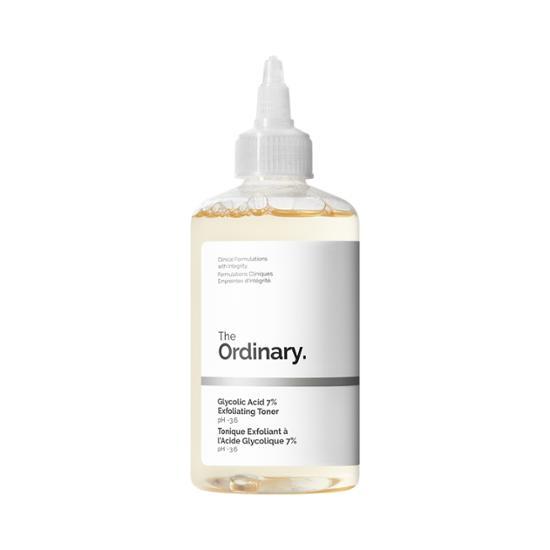 Clinical Formulations
with Integrity.
Formulations Cliniques
Empreintes d'Intégrité.
The
Ordinary.
Glycolic Acid 7%
Exfoliating Toner
pH ~3.6
Tonique Exfoliant à
l'Acide Glycolique 7%
pH ~3.6